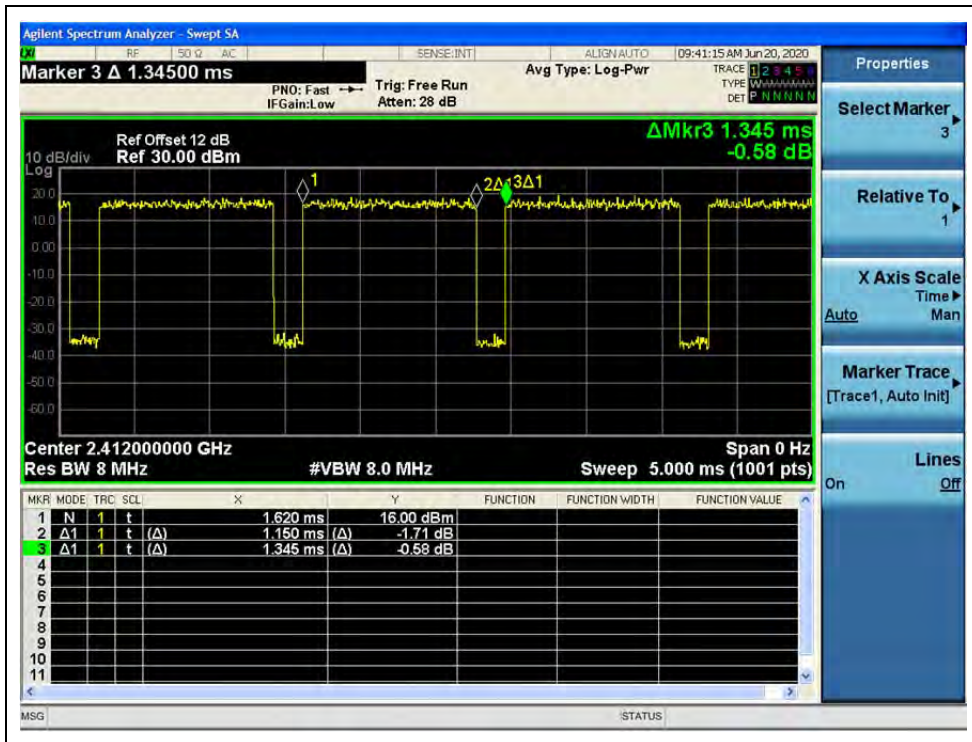 Agilent Spectrum Analyzer - Swept SA
LXI RF 50 Ω AC SENSE:INT ALIGN AUTO 09:41:15 AM Jun 20, 2020
Marker 3 Δ 1.34500 ms
PNO: Fast
IFGain:Low
Trig: Free Run
Atten: 28 dB
Avg Type: Log-Pwr
TRACE 1 2 3 4 5 6
TYPE
DET P N N N N N
ΔMkr3 1.345 ms
-0.58 dB
Ref Offset 12 dB
10 dB/div Ref 30.00 dBm
Log
20.0
10.0
0.00
-10.0
-20.0
-30.0
-40.0
-50.0
-60.0
1
3Δ1
Center 2.412000000 GHz Span 0 Hz
Res BW 8 MHz #VBW 8.0 MHz Sweep 5.000 ms (1001 pts)
MKR MODE TRC SCL X Y FUNCTION FUNCTION WIDTH FUNCTION VALUE
1 N 1 t 1.620 ms 16.00 dBm
2 Δ1 1 t (Δ) 1.150 ms (Δ) -1.71 dB
3 Δ1 1 t (Δ) 1.345 ms (Δ) -0.58 dB
4
5
6
7
8
9
10
11
MSG STATUS
Properties
Select Marker
3
Relative To
1
X Axis Scale
Time
Auto Man
Marker Trace
[Trace1, Auto Init]
Lines
On Off